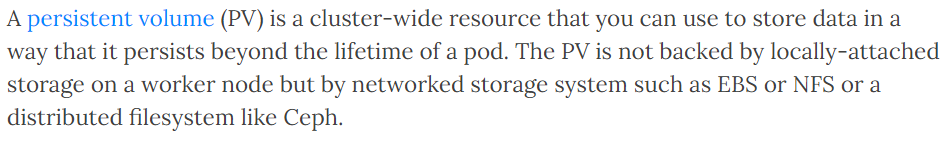 A persistent volume (PV) is a cluster-wide resource that you can use to store data in a
way that it persists beyond the lifetime of a pod. The PV is not backed by locally-attached
storage on a worker node but by networked storage system such as EBS or NFS or a
distributed filesystem like Ceph.